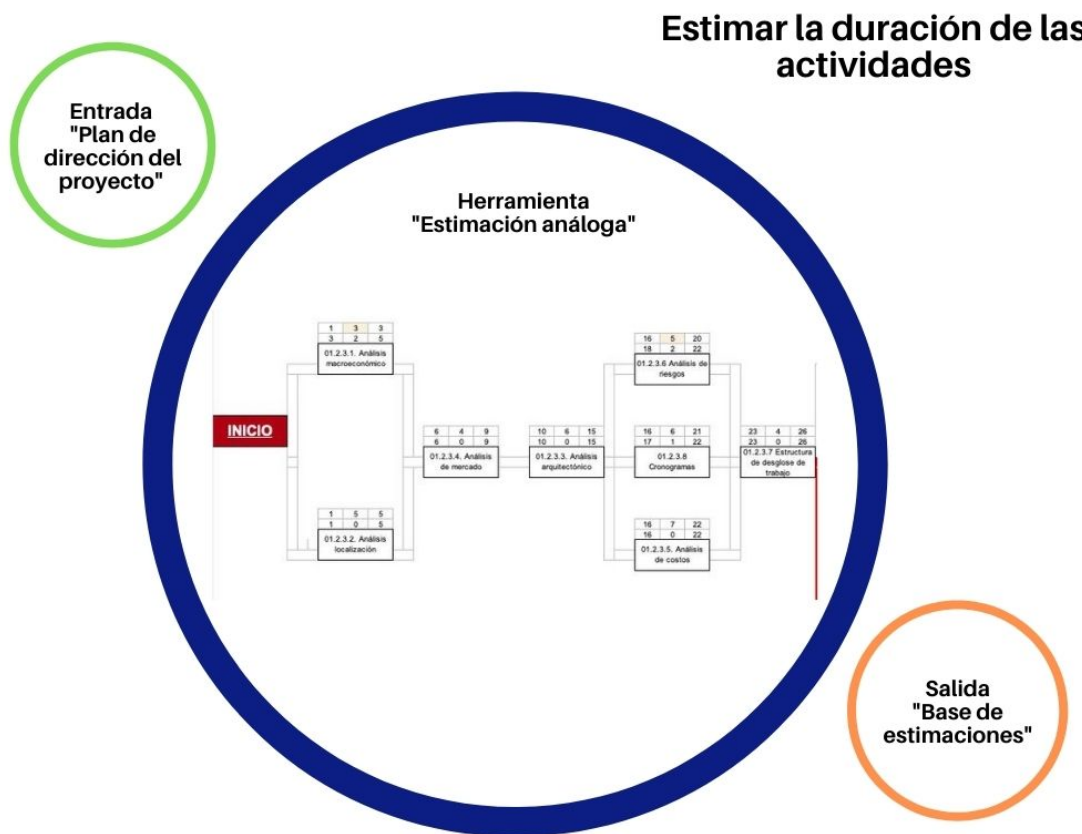 Estimar la duración de las
actividades
Entrada
"Plan de
dirección del
proyecto"
Herramienta
"Estimación análoga"
1 3 3
3 2 5
01.2.3.1. Análisis
macroeconómico
16 5 20
18 2 22
01.2.3.6 Análisis de
riesgos
INICIO
6 4 9
6 0 9
01.2.3.4. Análisis
de mercado
10 6 15
10 0 15
01.2.3.3. Análisis
arquitectónico
16 6 21
17 1 22
01.2.3.8
Cronogramas
23 4 26
23 0 26
01.2.3.7 Estructura
de desglose de
trabajo
1 5 5
1 0 5
01.2.3.2. Análisis
localización
16 7 22
16 0 22
01.2.3.5. Análisis
de costos
Salida
"Base de
estimaciones"